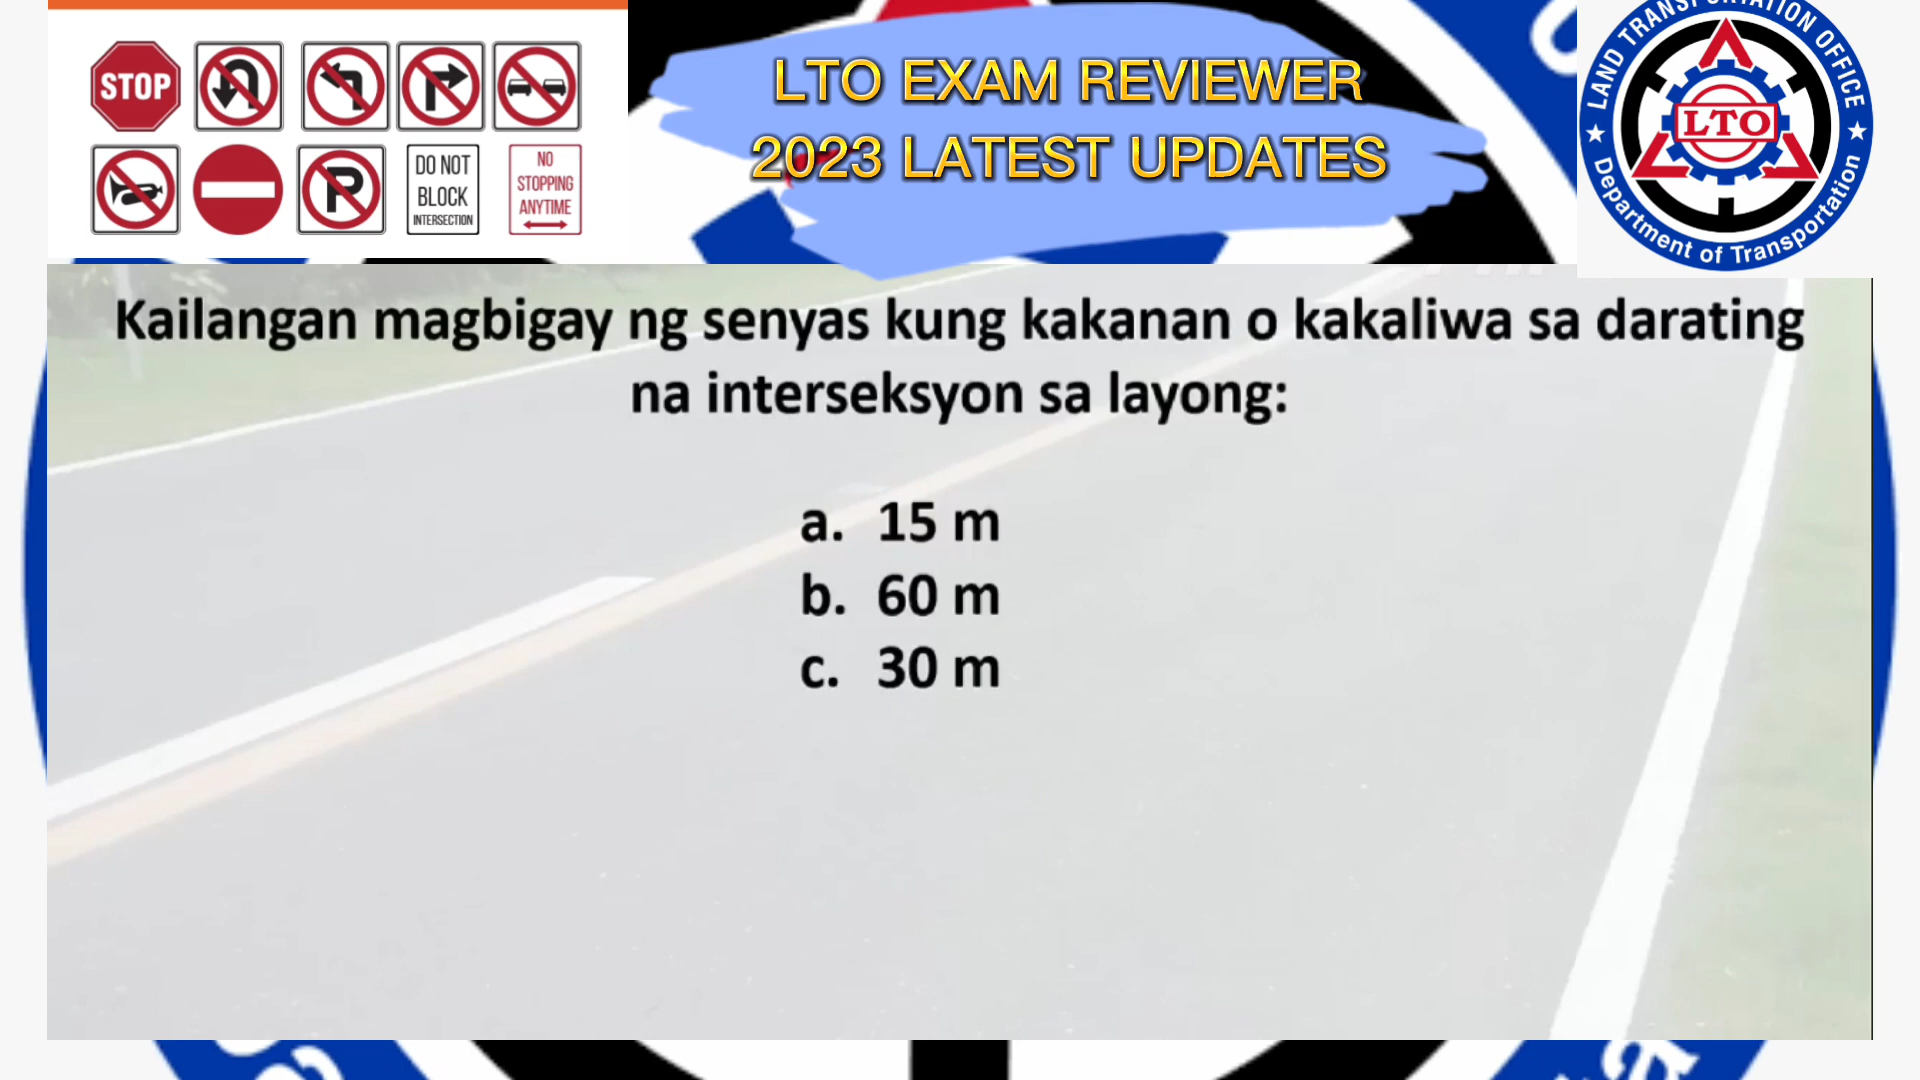 STOP
DO NOT
BLOCK
INTERSECTION
NO
STOPPING
ANYTIME
P
LTO EXAM REVIEWER
2023 LATEST UPDATES
LAND TRANSPORTATION OFFICE
LTO
Department of Transportation
Kailangan magbigay ng senyas kung kakanan o kakaliwa sa darating
na interseksyon sa layong:
a. 15 m
b. 60 m
c. 30 m